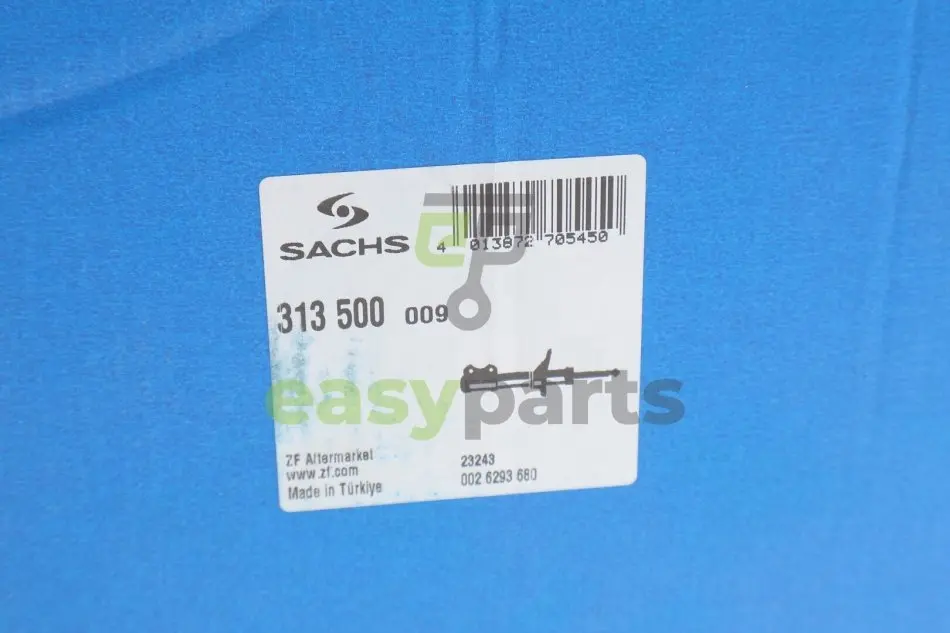 SACHS
4 013872 705450
313 500 009
easyparts
ZF Aftermarket
www.zf.com
Made in Türkiye
23243
002 6293 680